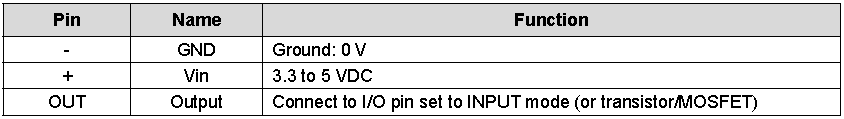 Pin Name Function
- GND Ground: 0 V
+ Vin 3.3 to 5 VDC
OUT Output Connect to I/O pin set to INPUT mode (or transistor/MOSFET)